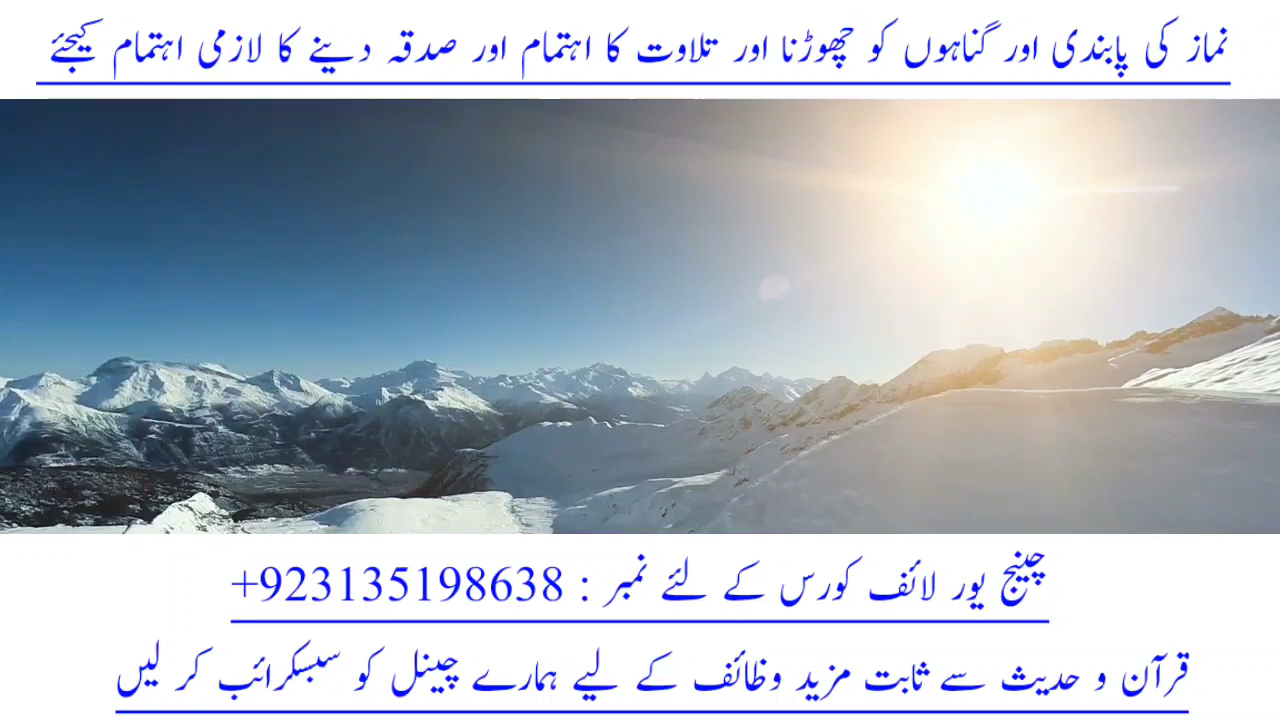 نماز کی پابندی اور گناہوں کو چھوڑنا اور تلاوت کا اہتمام اور صدقہ دینے کا لازمی اہتمام کیجئے
چینج یور لائف کورس کے لئے نمبر : 923135198638+
قرآن و حدیث سے ثابت مزید وظائف کے لیے ہمارے چینل کو سبسکرائب کر لیں